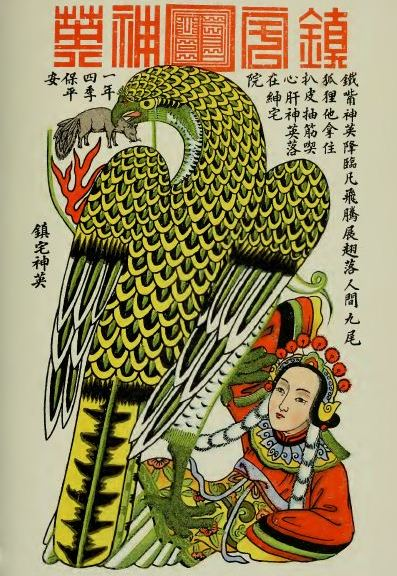 鎮宅神英
鐵嘴神英降臨凡飛騰展翅落人間九尾
狐狸他拿住
扒皮抽筋喫
心肝神英落
在紳宅
院
一年
四季
保平
安
鎮宅神英